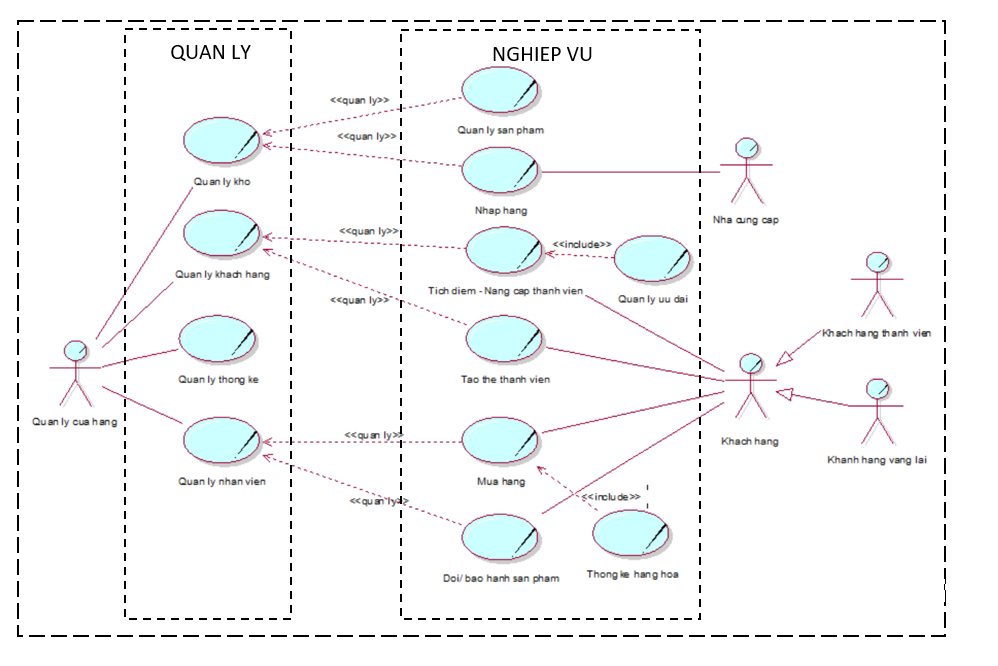 QUAN LY
NGHIEP VU
<<quan ly>>
Quan ly san pham
<<quan ly>>
Quan ly kho
Nhap hang
Nha cung cap
<<quan ly>>
<<include>>
Quan ly khach hang
Tich diem - Nang cap thanh vien
Quan ly uu dai
<<quan ly>>
Khach hang thanh vien
Quan ly thong ke
Tao the thanh vien
Quan ly cua hang
<<quan ly>>
Khach hang
Khanh hang vang lai
Quan ly nhan vien
Mua hang
<<quan ly>>
<<include>>
Doi/ bao hanh san pham
Thong ke hang hoa